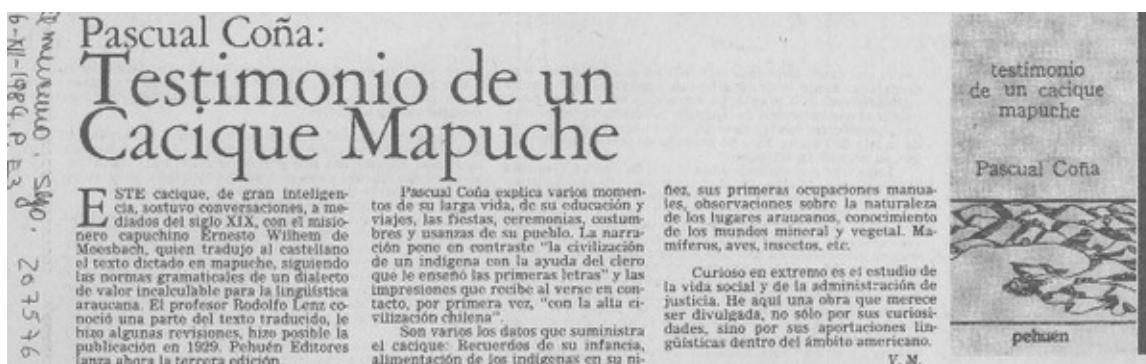 El Mercurio. Stgo.
6-XI-1984 P. E3
207576
Pascual Coña:
Testimonio de un
Cacique Mapuche
ESTE cacique, de gran inteligen-
cia, sostuvo conversaciones, a me-
diados del siglo XIX, con el misio-
nero capuchino Ernesto Wilhem de
Moesbach, quien tradujo al castellano
el texto dictado en mapuche, siguiendo
las normas gramaticales de un dialecto
de valor incalculable para la lingüística
araucana. El profesor Rodolfo Lenz co-
noció una parte del texto traducido, le
hizo algunas revisiones, hizo posible la
publicación en 1929. Pehuén Editores
lanza ahora la tercera edición.
Pascual Coña explica varios momen-
tos de su larga vida, de su educación y
viajes, las fiestas, ceremonias, costum-
bres y usanzas de su pueblo. La narra-
ción pone en contraste "la civilización
de un indígena con la ayuda del clero
que le enseñó las primeras letras" y las
impresiones que recibe al verse en con-
tacto, por primera vez, "con la alta ci-
vilización chilena".
Son varios los datos que suministra
el cacique: Recuerdos de su infancia,
alimentación de los indígenas en su ni-
ñez, sus primeras ocupaciones manua-
les, observaciones sobre la naturaleza
de los lugares araucanos, conocimiento
de los mundos mineral y vegetal. Ma-
míferos, aves, insectos, etc.
Curioso en extremo es el estudio de
la vida social y de la administración de
justicia. He aquí una obra que merece
ser divulgada, no sólo por sus curiosi-
dades, sino por sus aportaciones lin-
güísticas dentro del ámbito americano.
V. M.
testimonio
de un cacique
mapuche
Pascual Coña
pehuén